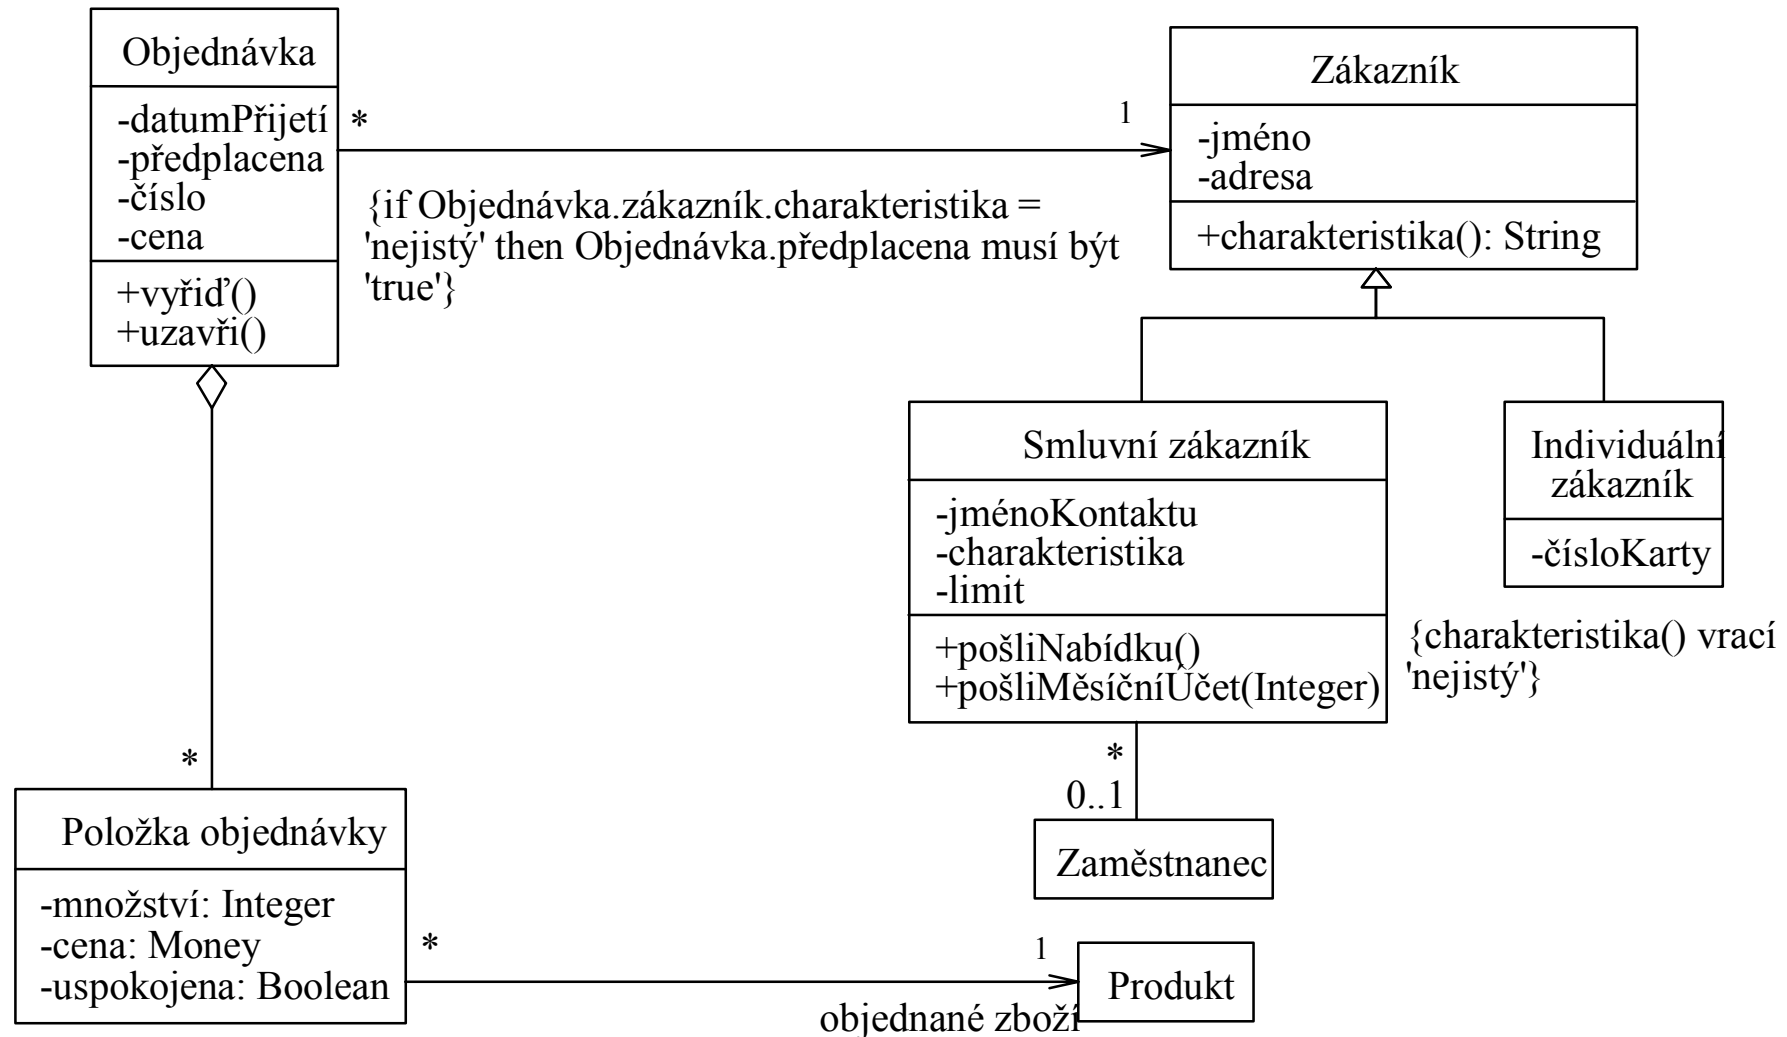 Objednávka
-datumPřijetí
-předplacena
-číslo
-cena
+vyřiď()
+uzavři()
*
1
{if Objednávka.zákazník.charakteristika =
'nejistý' then Objednávka.předplacena musí být
'true'}
Zákazník
-jméno
-adresa
+charakteristika(): String
Smluvní zákazník
-jménoKontaktu
-charakteristika
-limit
+pošliNabídku()
+pošliMěsíčníÚčet(Integer)
Individuální
zákazník
-čísloKarty
{charakteristika() vrací
'nejistý'}
*
0..1
Zaměstnanec
*
Položka objednávky
-množství: Integer
-cena: Money
-uspokojena: Boolean
*
1
objednané zboží
Produkt